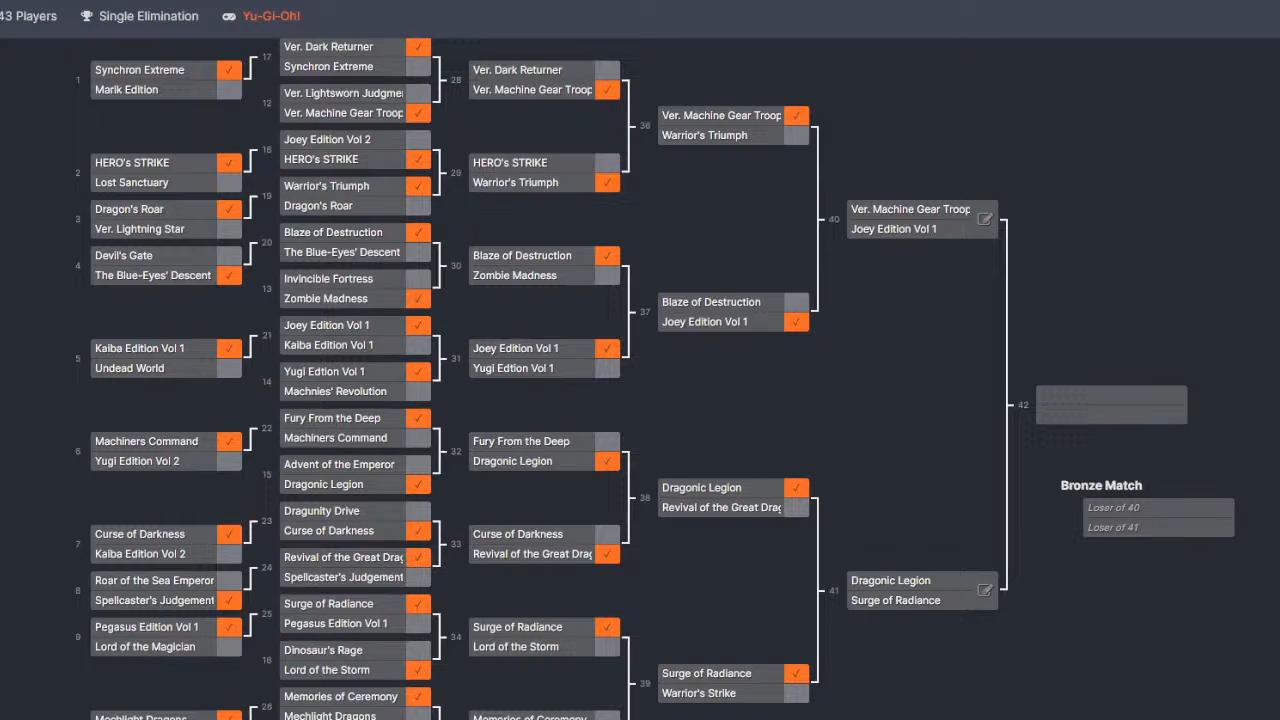 43 Players
Single Elimination
Yu-GI-Oh!
1
Synchron Extreme
Marik Edition
2
HERO's STRIKE
Lost Sanctuary
3
Dragon's Roar
Ver. Lightning Star
4
Devil's Gate
The Blue-Eyes' Descent
5
Kaiba Edition Vol 1
Undead World
6
Machiners Command
Yugi Edition Vol 2
7
Curse of Darkness
Kaiba Edition Vol 2
8
Roar of the Sea Emperor
Spellcaster's Judgement
9
Pegasus Edition Vol 1
Lord of the Magician
Mechlight Dragons
17
Ver. Dark Returner
Synchron Extreme
12
Ver. Lightsworn Judgmer
Ver. Machine Gear Troop
18
Joey Edition Vol 2
HERO's STRIKE
19
Warrior's Triumph
Dragon's Roar
20
Blaze of Destruction
The Blue-Eyes' Descent
13
Invincible Fortress
Zombie Madness
21
Joey Edition Vol 1
Kaiba Edition Vol 1
14
Yugi Edtion Vol 1
Machnies' Revolution
22
Fury From the Deep
Machiners Command
15
Advent of the Emperor
Dragonic Legion
23
Dragunity Drive
Curse of Darkness
24
Revival of the Great Drag
Spellcaster's Judgement
25
Surge of Radiance
Pegasus Edition Vol 1
16
Dinosaur's Rage
Lord of the Storm
26
Memories of Ceremony
Mechlight Dragons
28
Ver. Dark Returner
Ver. Machine Gear Troop
29
HERO's STRIKE
Warrior's Triumph
30
Blaze of Destruction
Zombie Madness
31
Joey Edition Vol 1
Yugi Edtion Vol 1
32
Fury From the Deep
Dragonic Legion
33
Curse of Darkness
Revival of the Great Drag
34
Surge of Radiance
Lord of the Storm
Memories of Ceremony
36
Ver. Machine Gear Troop
Warrior's Triumph
37
Blaze of Destruction
Joey Edition Vol 1
38
Dragonic Legion
Revival of the Great Drag
39
Surge of Radiance
Warrior's Strike
40
Ver. Machine Gear Troop
Joey Edition Vol 1
41
Dragonic Legion
Surge of Radiance
42
Bronze Match
Loser of 40
Loser of 41